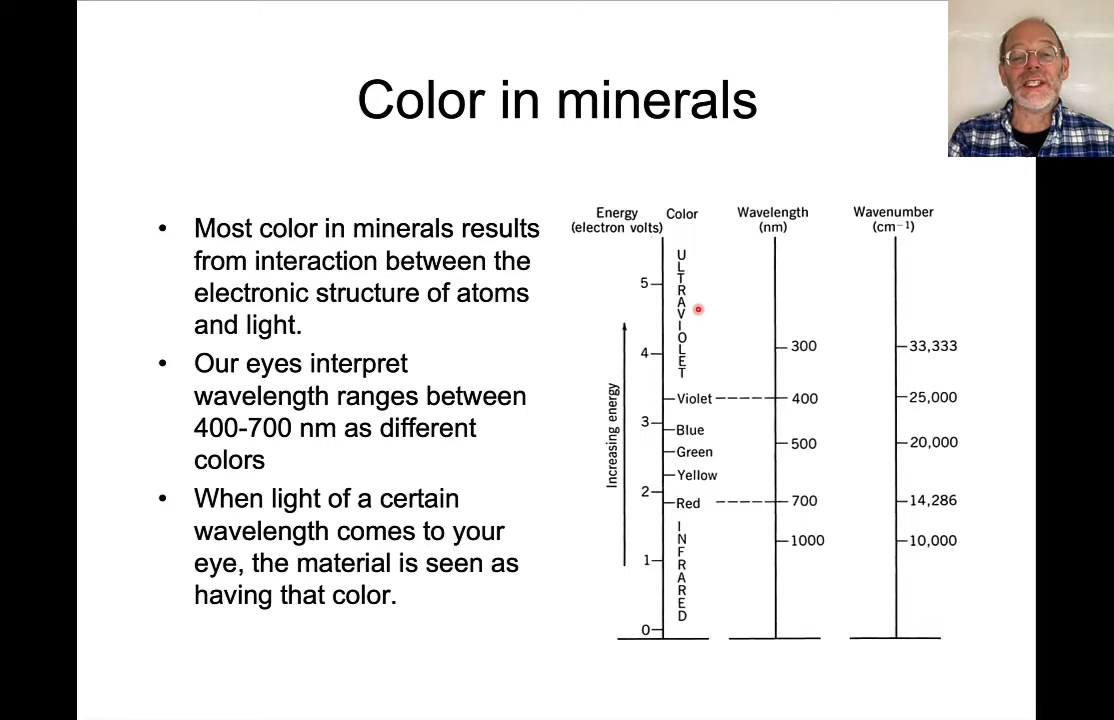 Color in minerals
• Most color in minerals results
from interaction between the
electronic structure of atoms
and light.
• Our eyes interpret
wavelength ranges between
400-700 nm as different
colors
• When light of a certain
wavelength comes to your
eye, the material is seen as
having that color.
Energy
(electron volts)
Color
Wavelength
(nm)
Wavenumber
(cm⁻¹)
5
4
3
2
1
0
Increasing energy
ULTRAVIOLET
Violet
Blue
Green
Yellow
Red
INFRARED
300
400
500
700
1000
33,333
25,000
20,000
14,286
10,000